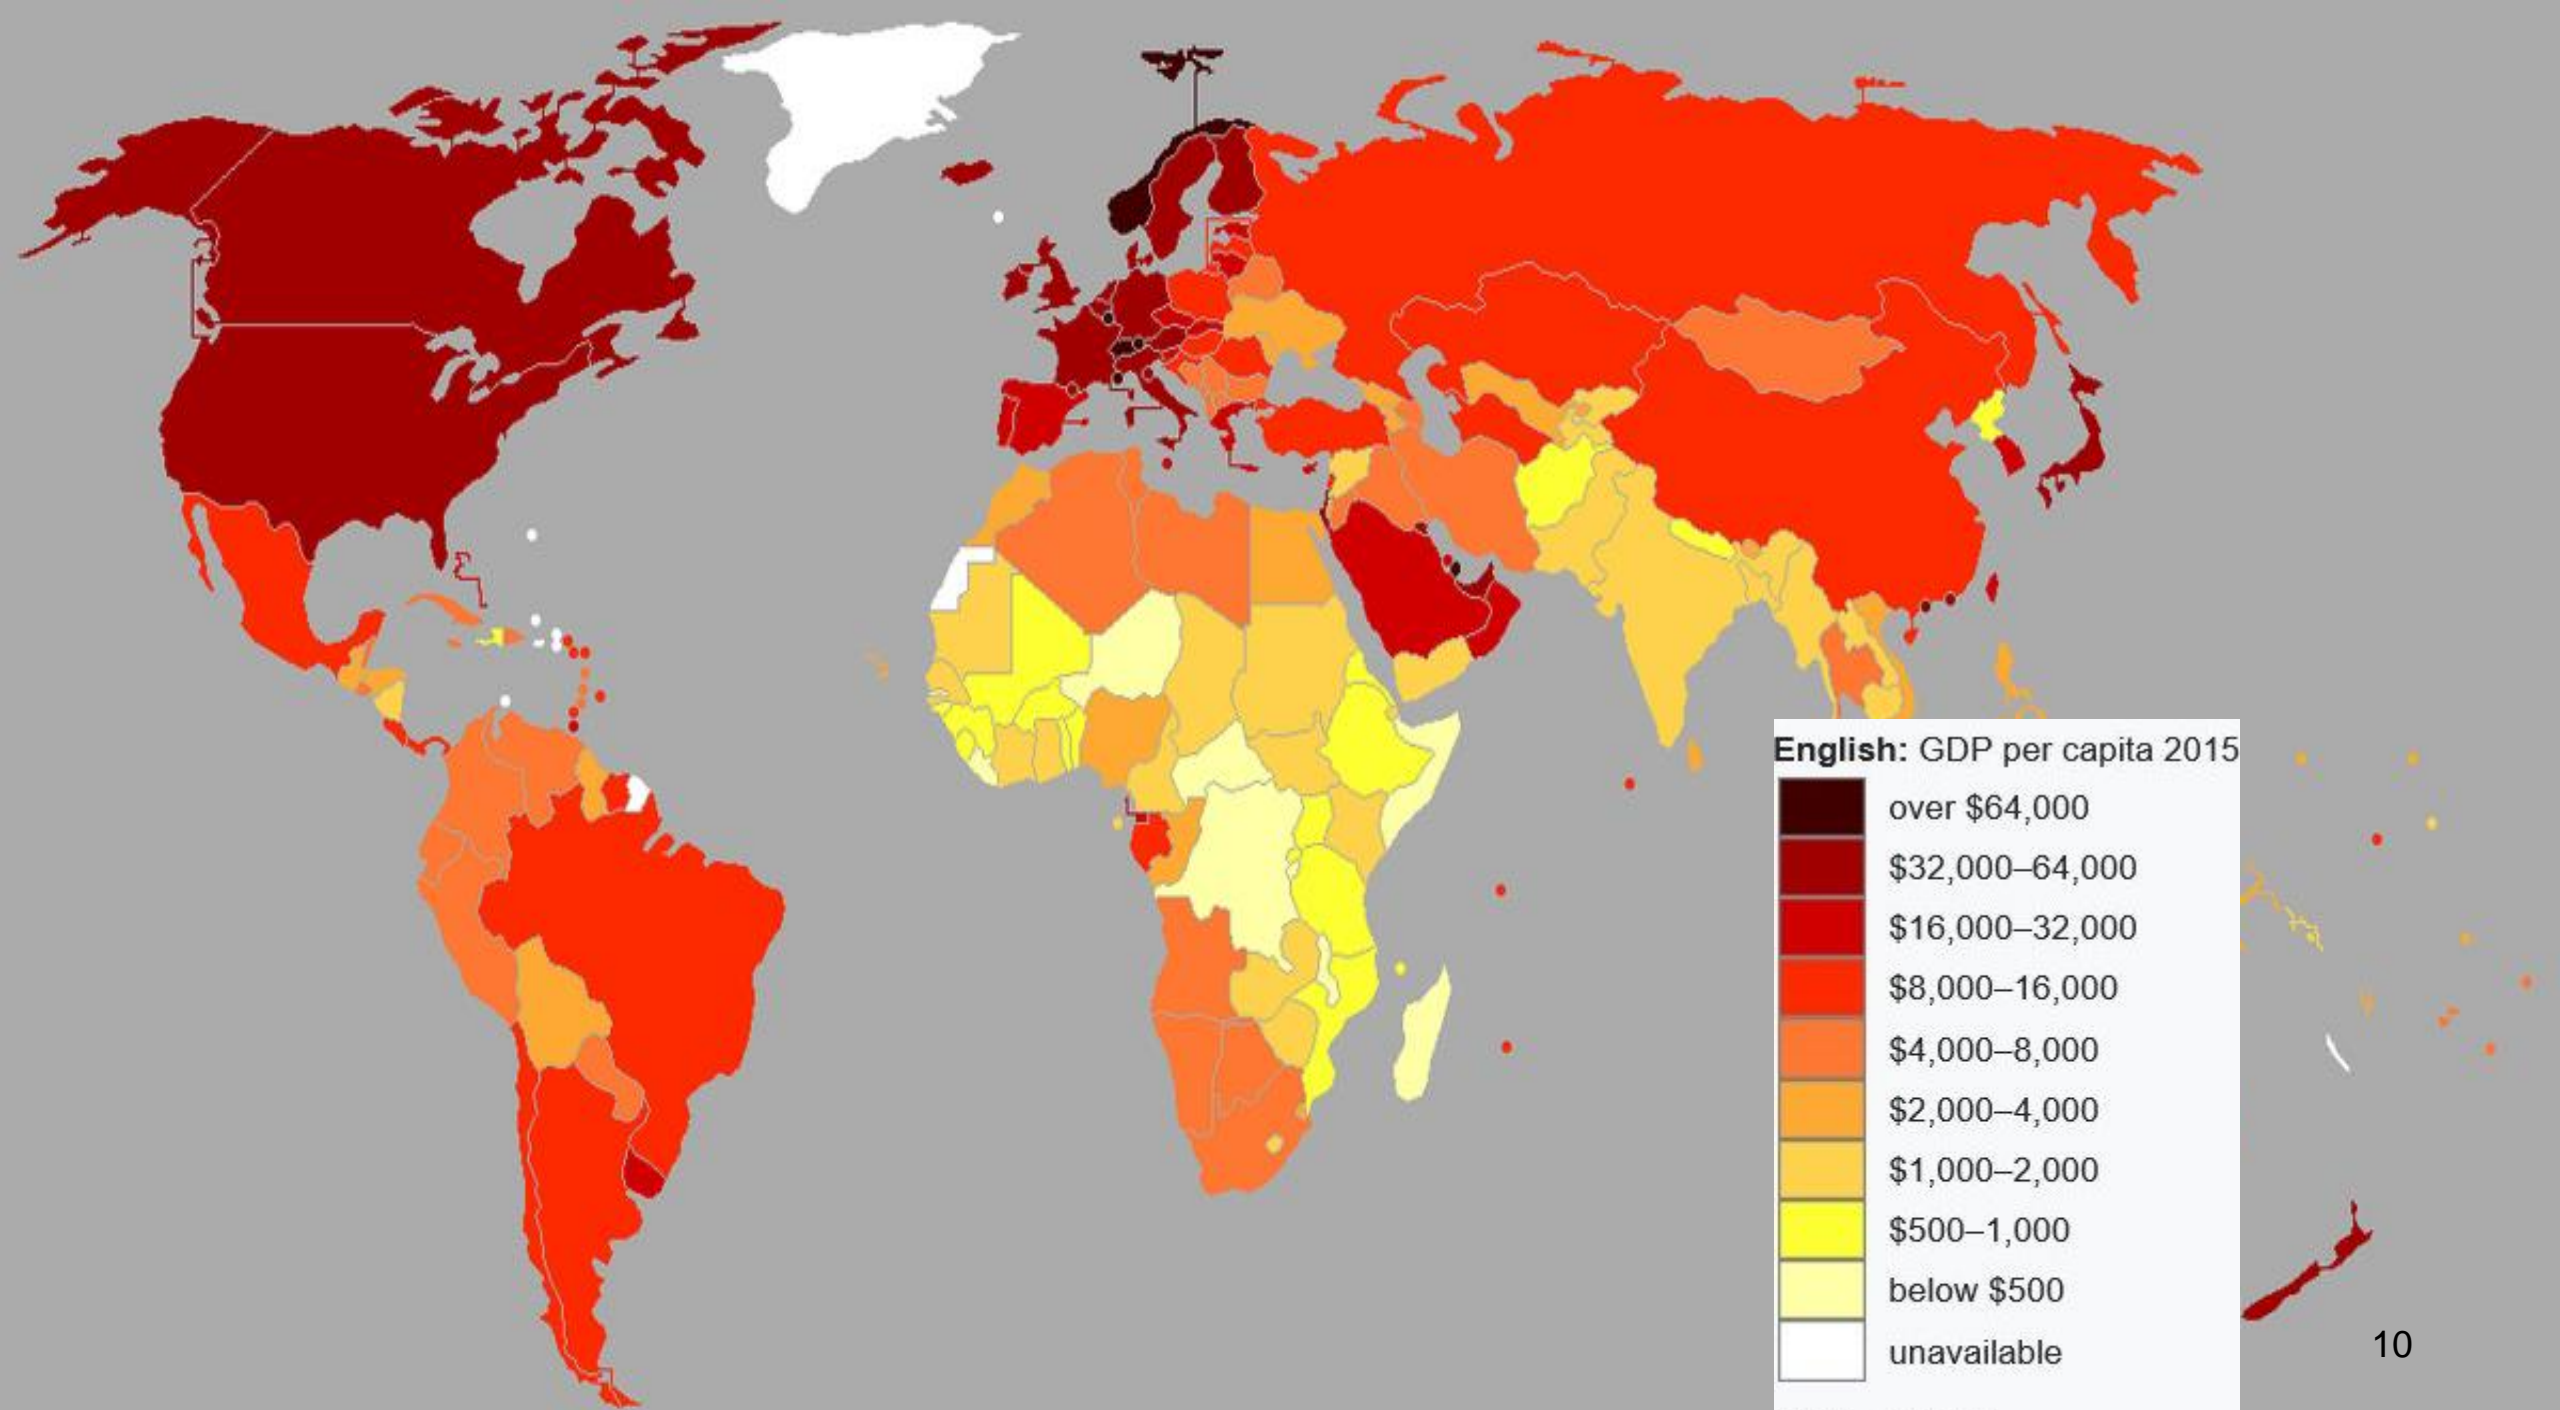 English: GDP per capita 2015
over $64,000
$32,000–64,000
$16,000–32,000
$8,000–16,000
$4,000–8,000
$2,000–4,000
$1,000–2,000
$500–1,000
below $500
unavailable
10